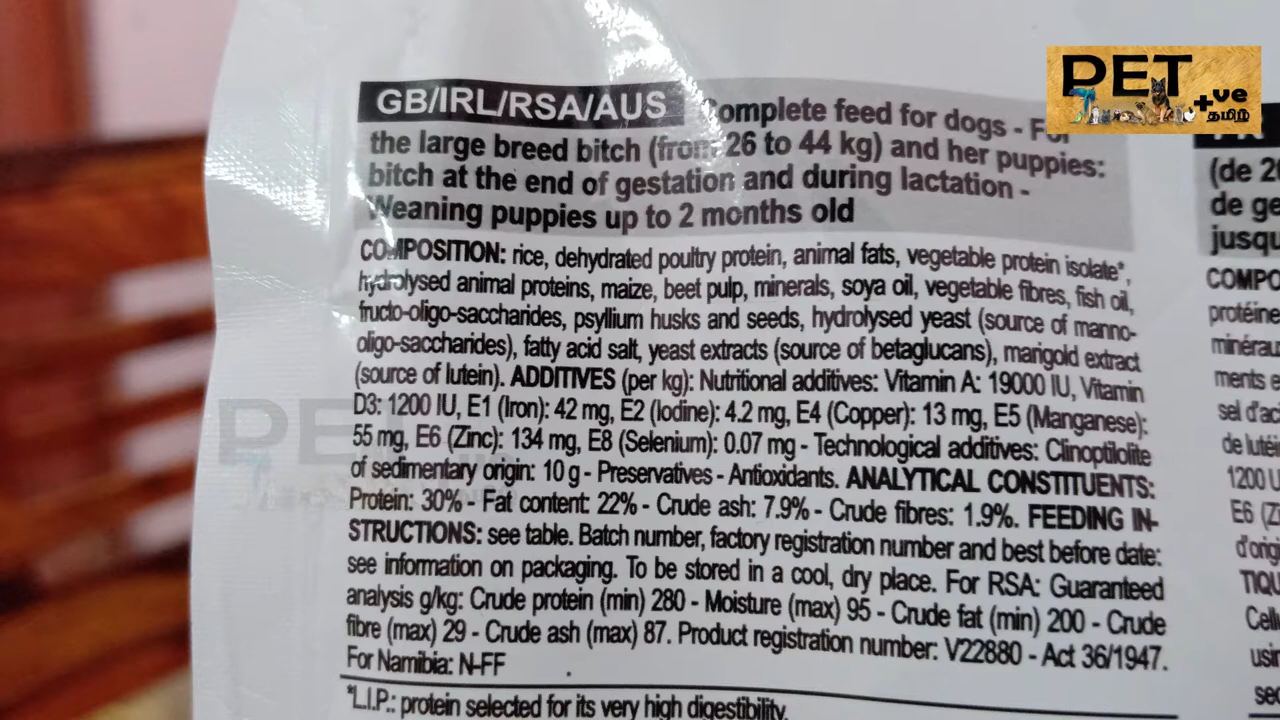 PET
+ve
தமிழ்
GB/IRL/RSA/AUS Complete feed for dogs - For
the large breed bitch (from 26 to 44 kg) and her puppies:
bitch at the end of gestation and during lactation -
Weaning puppies up to 2 months old
COMPOSITION: rice, dehydrated poultry protein, animal fats, vegetable protein isolate*,
hydrolysed animal proteins, maize, beet pulp, minerals, soya oil, vegetable fibres, fish oil,
fructo-oligo-saccharides, psyllium husks and seeds, hydrolysed yeast (source of manno-
oligo-saccharides), fatty acid salt, yeast extracts (source of betaglucans), marigold extract
(source of lutein). ADDITIVES (per kg): Nutritional additives: Vitamin A: 19000 IU, Vitamin
D3: 1200 IU, E1 (Iron): 42 mg, E2 (Iodine): 4.2 mg, E4 (Copper): 13 mg, E5 (Manganese):
55 mg, E6 (Zinc): 134 mg, E8 (Selenium): 0.07 mg - Technological additives: Clinoptilolite
of sedimentary origin: 10 g - Preservatives - Antioxidants. ANALYTICAL CONSTITUENTS:
Protein: 30% - Fat content: 22% - Crude ash: 7.9% - Crude fibres: 1.9%. FEEDING IN-
STRUCTIONS: see table. Batch number, factory registration number and best before date:
see information on packaging. To be stored in a cool, dry place. For RSA: Guaranteed
analysis g/kg: Crude protein (min) 280 - Moisture (max) 95 - Crude fat (min) 200 - Crude
fibre (max) 29 - Crude ash (max) 87. Product registration number: V22880 - Act 36/1947.
For Namibia: N-FF
*L.I.P.: protein selected for its very high digestibility.
(de 2
de ge
jusqu
COMPO
protéine
minérau
ments e
sel d'ac
de lutéi
1200 U
E6 (Zi
d'orig
TIQU
Cell
usin
sec